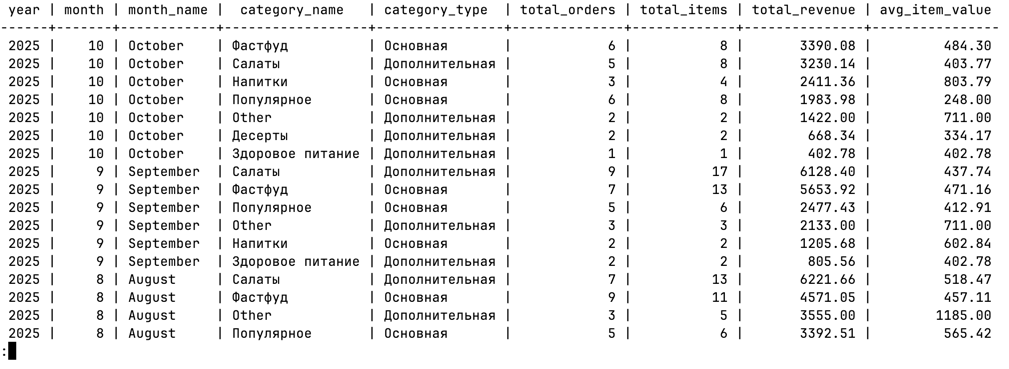 year | month | month_name |  category_name   | category_type  | total_orders | total_items | total_revenue | avg_item_value
------+-------+------------+------------------+----------------+--------------+-------------+---------------+----------------
 2025 |    10 | October    | Фастфуд          | Основная       |            6 |           8 |       3390.08 |         484.30
 2025 |    10 | October    | Салаты           | Дополнительная |            5 |           8 |       3230.14 |         403.77
 2025 |    10 | October    | Напитки          | Основная       |            3 |           4 |       2411.36 |         803.79
 2025 |    10 | October    | Популярное       | Основная       |            6 |           8 |       1983.98 |         248.00
 2025 |    10 | October    | Other            | Дополнительная |            2 |           2 |       1422.00 |         711.00
 2025 |    10 | October    | Десерты          | Дополнительная |            2 |           2 |        668.34 |         334.17
 2025 |    10 | October    | Здоровое питание | Дополнительная |            1 |           1 |        402.78 |         402.78
 2025 |     9 | September  | Салаты           | Дополнительная |            9 |          17 |       6128.40 |         437.74
 2025 |     9 | September  | Фастфуд          | Основная       |            7 |          13 |       5653.92 |         471.16
 2025 |     9 | September  | Популярное       | Основная       |            5 |           6 |       2477.43 |         412.91
 2025 |     9 | September  | Other            | Дополнительная |            3 |           3 |       2133.00 |         711.00
 2025 |     9 | September  | Напитки          | Основная       |            2 |           2 |       1205.68 |         602.84
 2025 |     9 | September  | Здоровое питание | Дополнительная |            2 |           2 |        805.56 |         402.78
 2025 |     8 | August     | Салаты           | Дополнительная |            7 |          13 |       6221.66 |         518.47
 2025 |     8 | August     | Фастфуд          | Основная       |            9 |          11 |       4571.05 |         457.11
 2025 |     8 | August     | Other            | Дополнительная |            3 |           5 |       3555.00 |        1185.00
 2025 |     8 | August     | Популярное       | Основная       |            5 |           6 |       3392.51 |         565.42
: